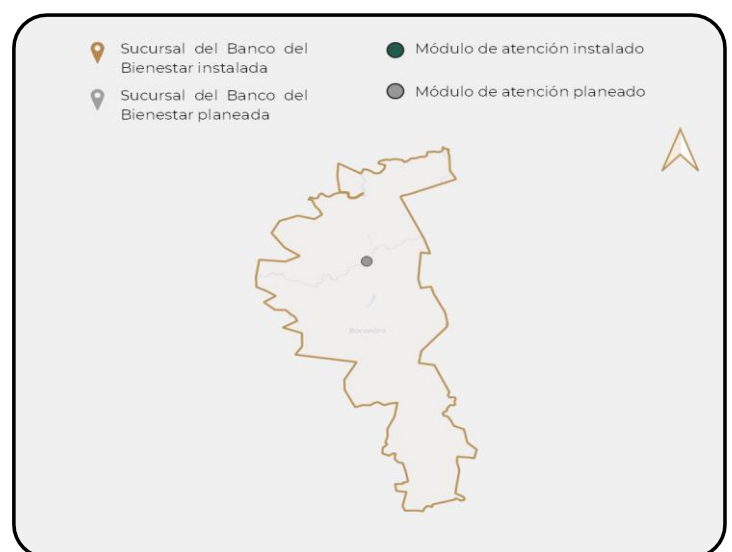 Sucursal del Banco del
Bienestar instalada
Sucursal del Banco del
Bienestar planeada
Módulo de atención instalado
Módulo de atención planeado